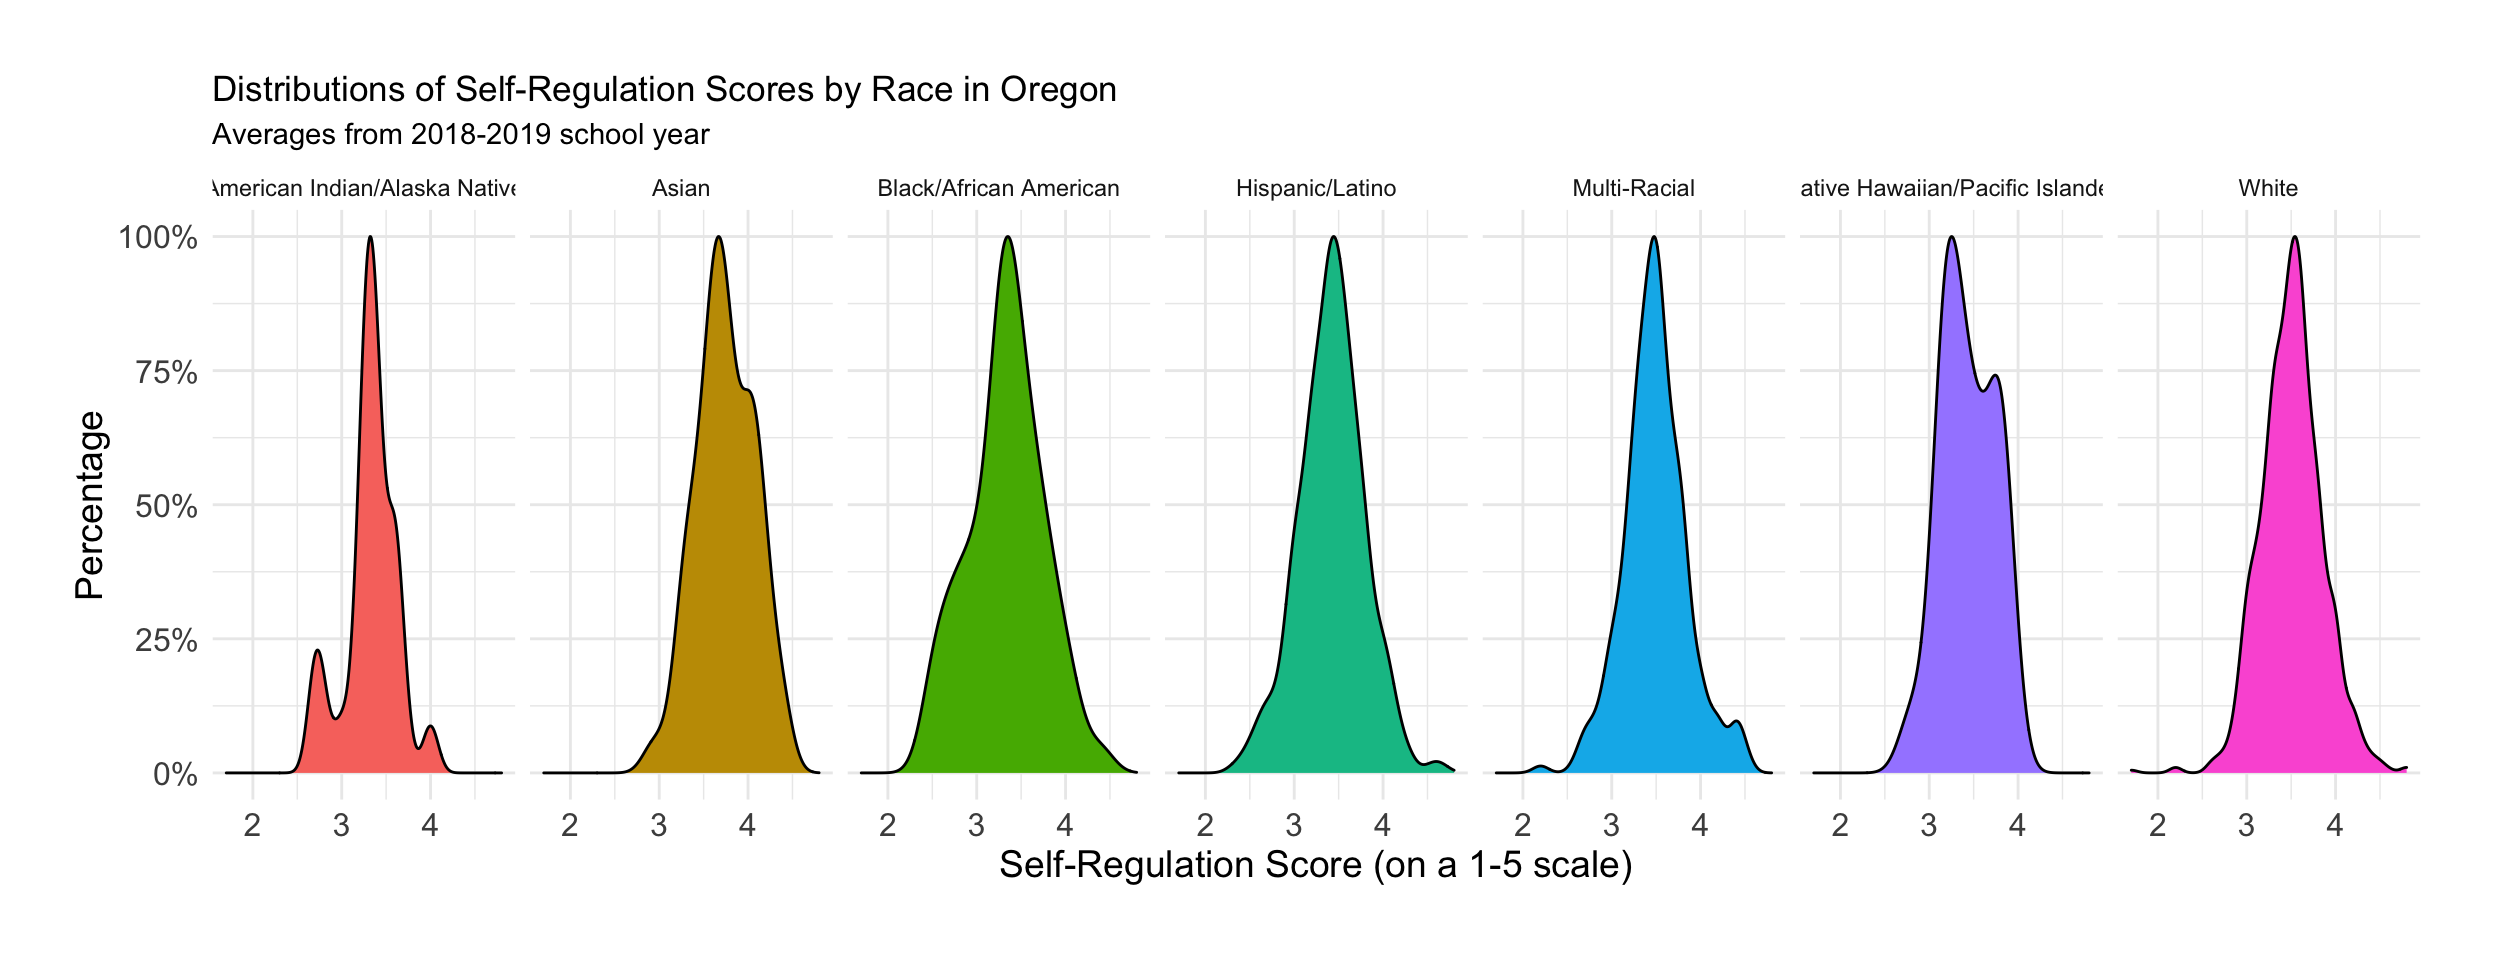 Distributions of Self-Regulation Scores by Race in Oregon
Averages from 2018-2019 school year
American Indian/Alaska Native
Asian
Black/African American
Hispanic/Latino
Multi-Racial
ative Hawaiian/Pacific Islande
White
100%
75%
50%
25%
0%
Percentage
2 3 4
2 3 4
2 3 4
2 3 4
2 3 4
2 3 4
2 3 4
Self-Regulation Score (on a 1-5 scale)